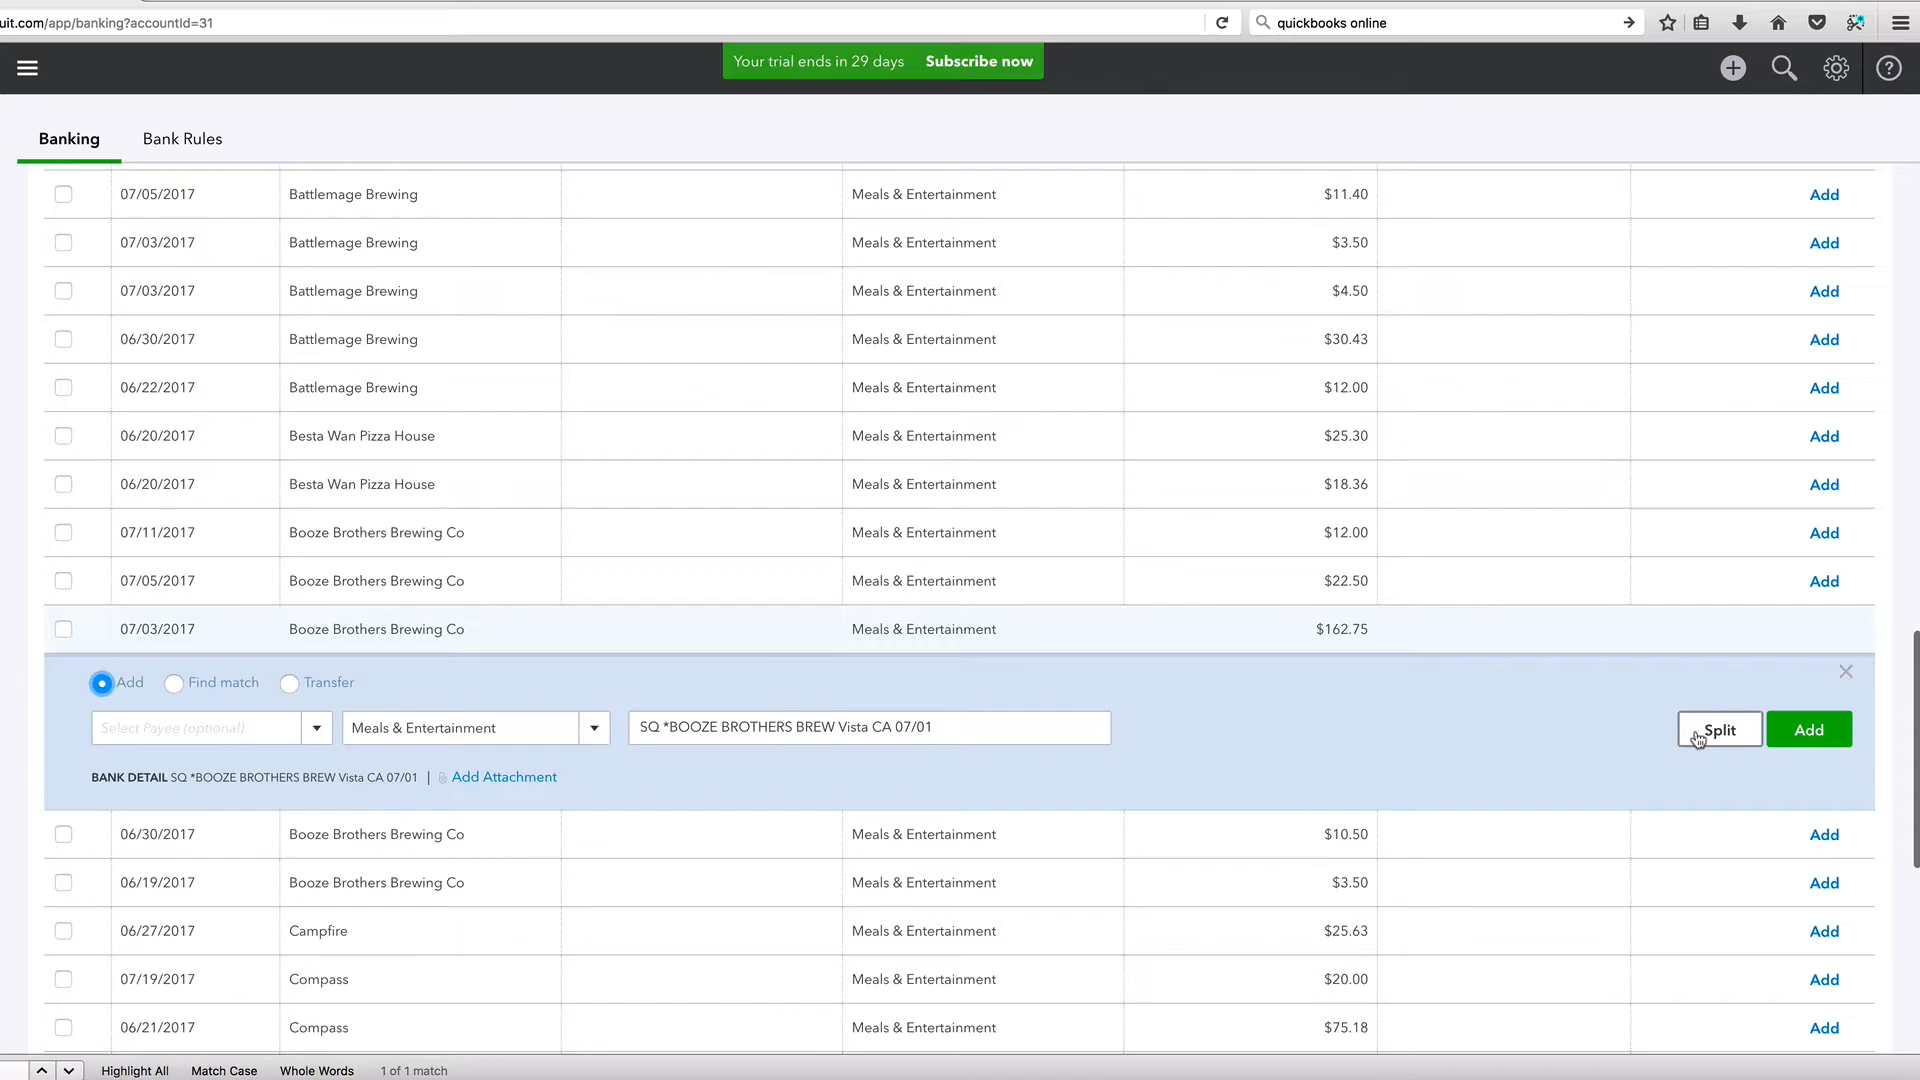 uit.com/app/banking?accountId=31
quickbooks online
Your trial ends in 29 days Subscribe now
Banking Bank Rules
07/05/2017 Battlemage Brewing Meals & Entertainment $11.40 Add
07/03/2017 Battlemage Brewing Meals & Entertainment $3.50 Add
07/03/2017 Battlemage Brewing Meals & Entertainment $4.50 Add
06/30/2017 Battlemage Brewing Meals & Entertainment $30.43 Add
06/22/2017 Battlemage Brewing Meals & Entertainment $12.00 Add
06/20/2017 Besta Wan Pizza House Meals & Entertainment $25.30 Add
06/20/2017 Besta Wan Pizza House Meals & Entertainment $18.36 Add
07/11/2017 Booze Brothers Brewing Co Meals & Entertainment $12.00 Add
07/05/2017 Booze Brothers Brewing Co Meals & Entertainment $22.50 Add
07/03/2017 Booze Brothers Brewing Co Meals & Entertainment $162.75
Add Find match Transfer
Select Payee (optional) Meals & Entertainment SQ *BOOZE BROTHERS BREW Vista CA 07/01 Split Add
BANK DETAIL SQ *BOOZE BROTHERS BREW Vista CA 07/01 | Add Attachment
06/30/2017 Booze Brothers Brewing Co Meals & Entertainment $10.50 Add
06/19/2017 Booze Brothers Brewing Co Meals & Entertainment $3.50 Add
06/27/2017 Campfire Meals & Entertainment $25.63 Add
07/19/2017 Compass Meals & Entertainment $20.00 Add
06/21/2017 Compass Meals & Entertainment $75.18 Add
Highlight All Match Case Whole Words 1 of 1 match